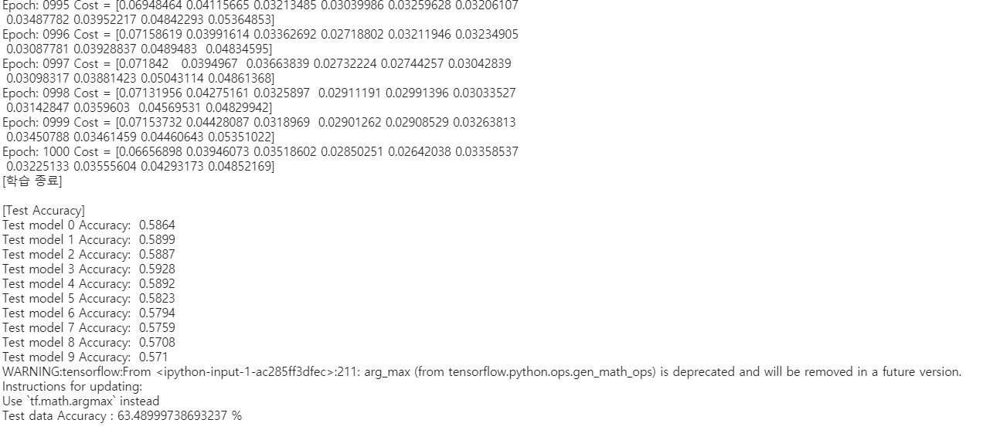 Epoch: 0995 Cost = [0.06948464 0.04115665 0.03213485 0.03039986 0.03259628 0.03206107
0.03487782 0.03952217 0.04842293 0.05364853]
Epoch: 0996 Cost = [0.07158619 0.03991614 0.03362692 0.02718802 0.03211946 0.03234905
0.03087781 0.03928837 0.0489483 0.04834595]
Epoch: 0997 Cost = [0.071842 0.0394967 0.03663839 0.02732224 0.02744257 0.03042839
0.03098317 0.03881423 0.05043114 0.04861368]
Epoch: 0998 Cost = [0.07131956 0.04275161 0.0325897 0.02911191 0.02991396 0.03033527
0.03142847 0.0359603 0.04569531 0.04829942]
Epoch: 0999 Cost = [0.07153732 0.04428087 0.0318969 0.02901262 0.02908529 0.03263813
0.03450788 0.03461459 0.04460643 0.05351022]
Epoch: 1000 Cost = [0.06656898 0.03946073 0.03518602 0.02850251 0.02642038 0.03358537
0.03225133 0.03555604 0.04293173 0.04852169]
[학습 종료]
[Test Accuracy]
Test model 0 Accuracy: 0.5864
Test model 1 Accuracy: 0.5899
Test model 2 Accuracy: 0.5887
Test model 3 Accuracy: 0.5928
Test model 4 Accuracy: 0.5892
Test model 5 Accuracy: 0.5823
Test model 6 Accuracy: 0.5794
Test model 7 Accuracy: 0.5759
Test model 8 Accuracy: 0.5708
Test model 9 Accuracy: 0.571
WARNING:tensorflow:From <ipython-input-1-ac285ff3dfec>:211: arg_max (from tensorflow.python.ops.gen_math_ops) is deprecated and will be removed in a future version.
Instructions for updating:
Use `tf.math.argmax` instead
Test data Accuracy : 63.48999738693237 %